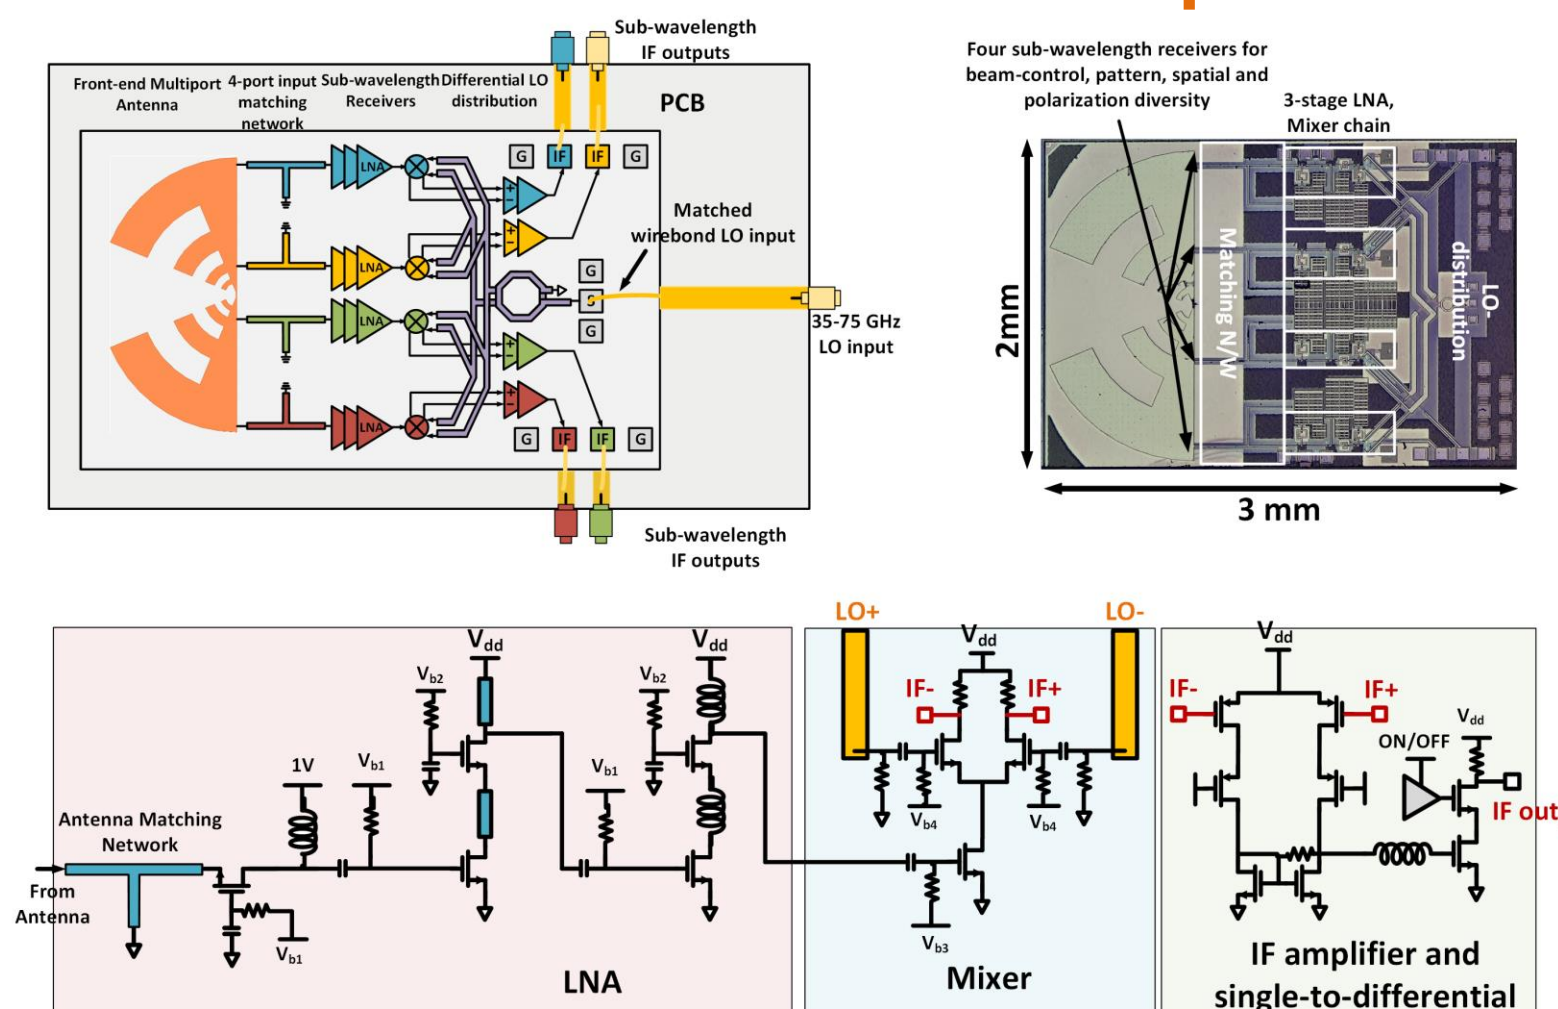 Sub-wavelength
IF outputs
Front-end Multiport
Antenna
4-port input
matching
network
Sub-wavelength
Receivers
Differential LO
distribution
PCB
LNA
G
IF
IF
G
+
−
Matched
wirebond LO input
+
−
LNA
G
S
G
35-75 GHz
LO input
LNA
+
−
+
−
LNA
G
IF
IF
G
Sub-wavelength
IF outputs
Four sub-wavelength receivers for
beam-control, pattern, spatial and
polarization diversity
3-stage LNA,
Mixer chain
2mm
Matching N/W
LO-
distribution
3 mm
Antenna Matching
Network
From
Antenna
Vb1
1V
Vb1
Vb2
Vdd
Vb1
Vb2
Vdd
LNA
LO+
LO-
Vdd
IF-
IF+
Vb4
Vb4
Vb3
Mixer
Vdd
IF-
IF+
Vdd
ON/OFF
IF out
IF amplifier and
single-to-differential